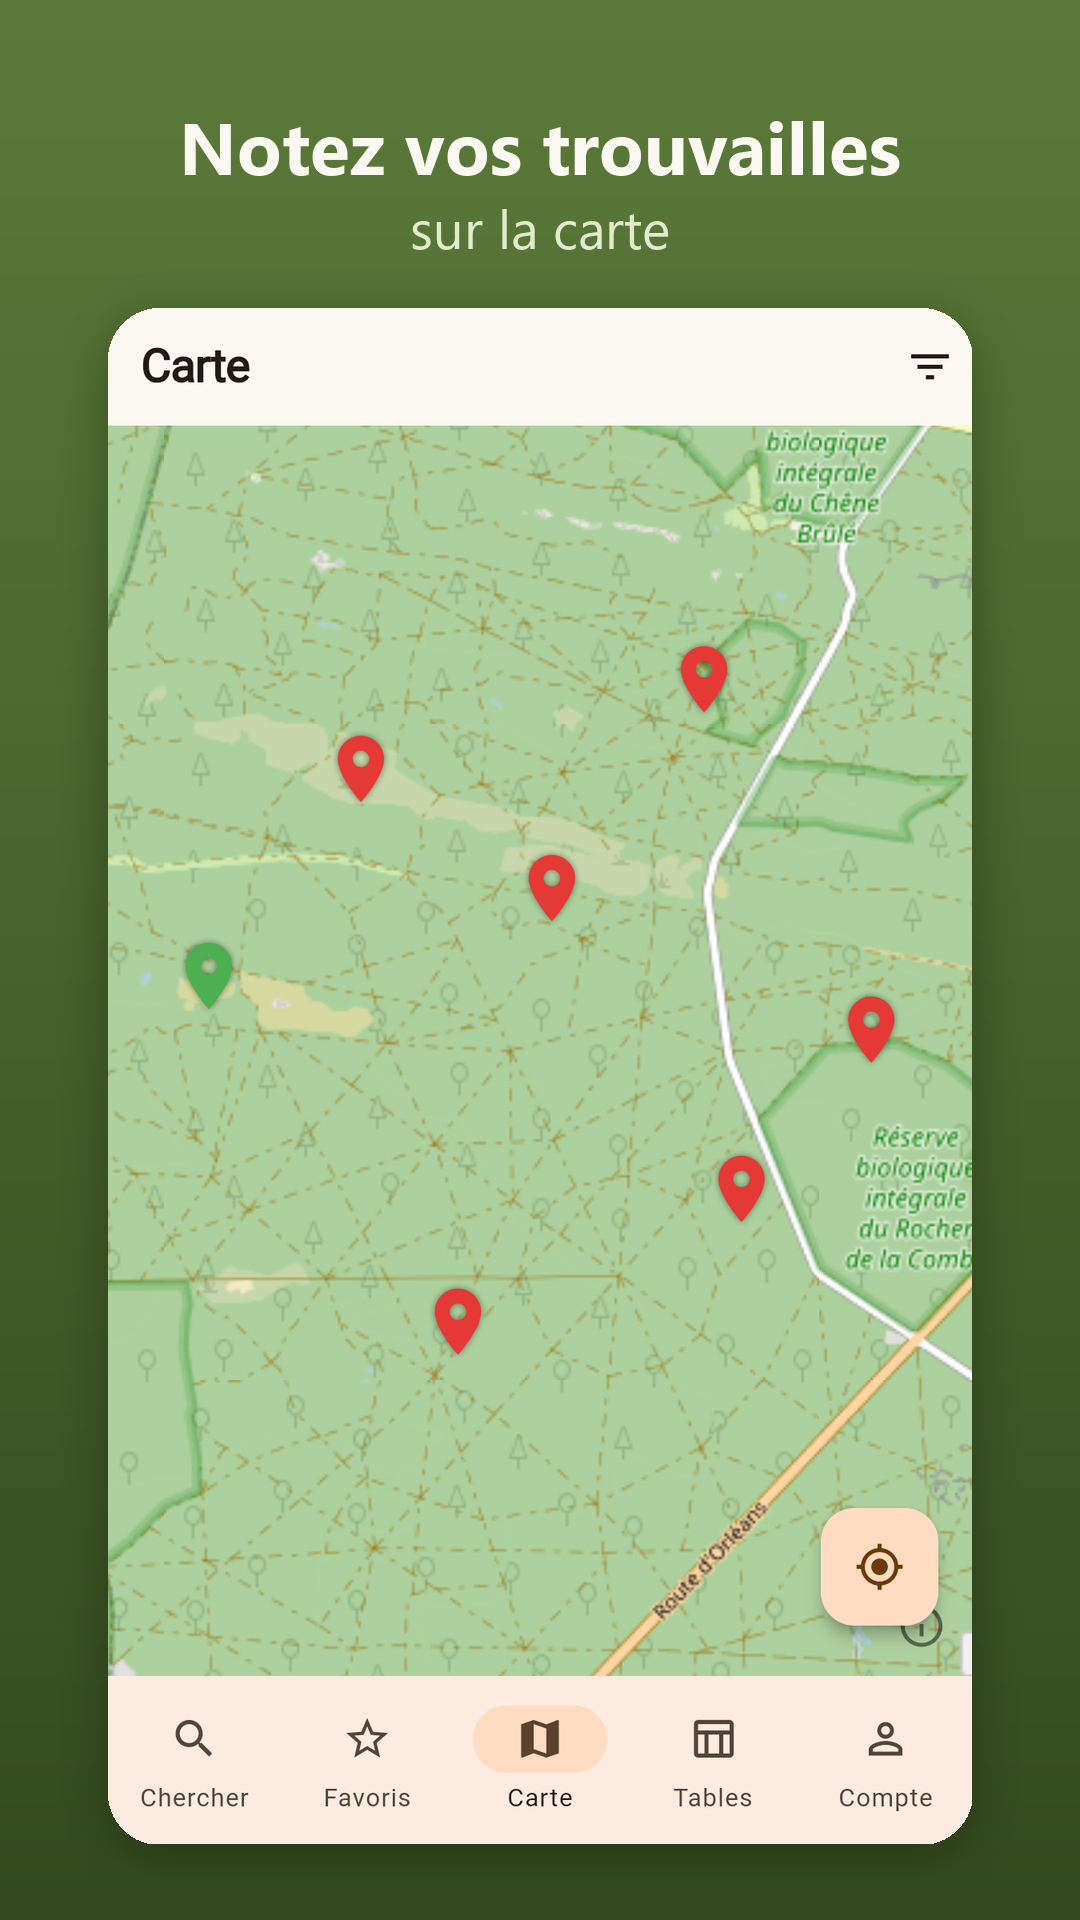 Notez vos trouvailles
sur la carte
Carte
biologique
intégrale
du Chêne
Brûlé
Réserve
biologique
intégrale
du Rocher
de la Comb
Route d'Orléans
Chercher
Favoris
Carte
Tables
Compte